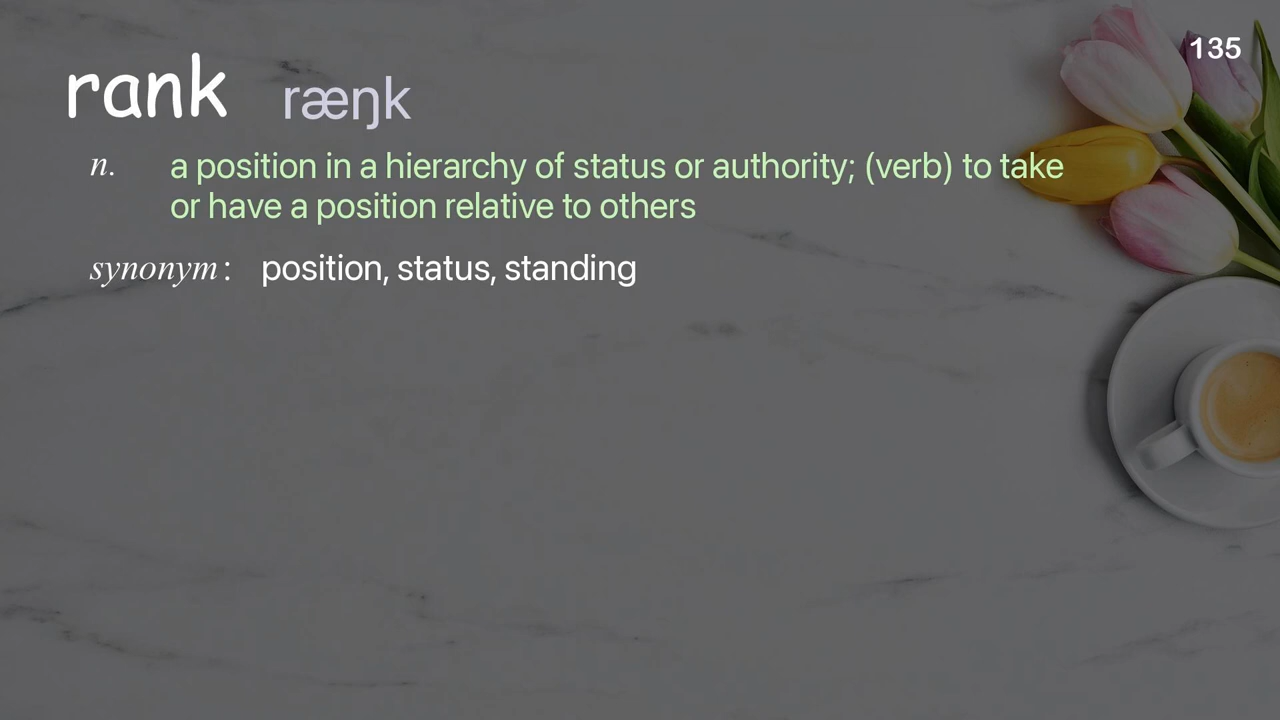 135
rank ræŋk
n. a position in a hierarchy of status or authority; (verb) to take
or have a position relative to others
synonym : position, status, standing